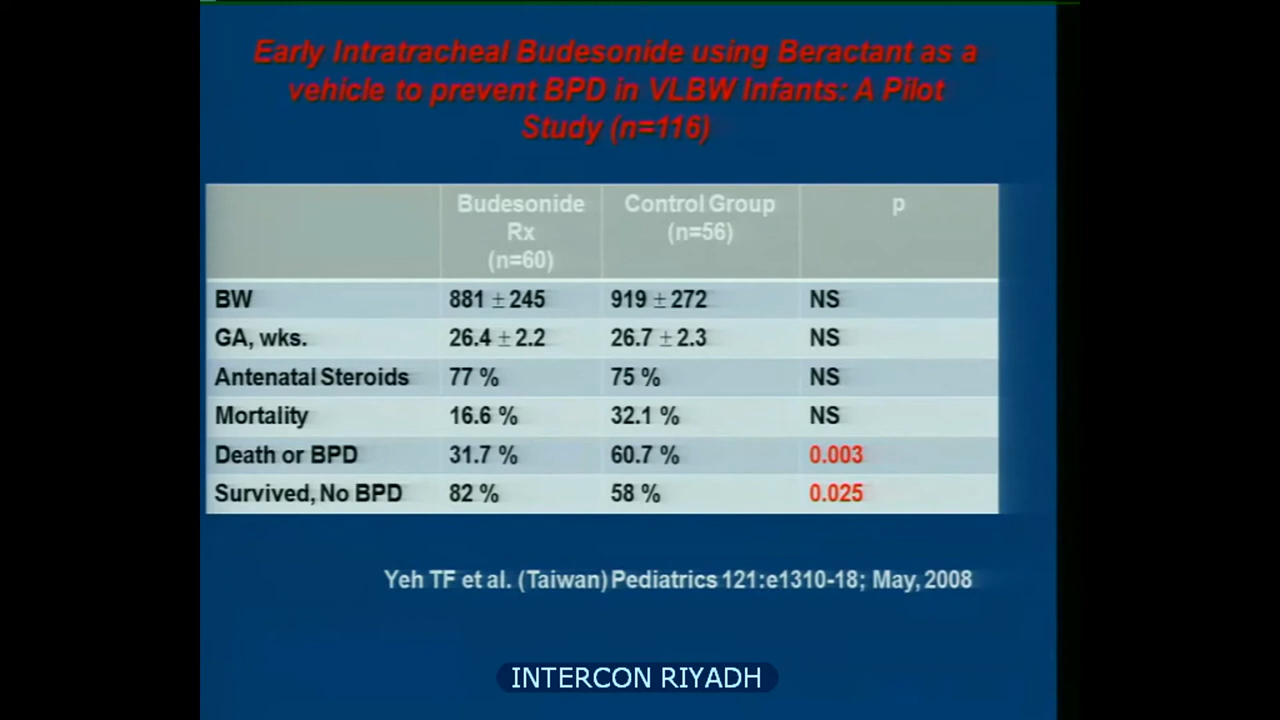 Early Intratracheal Budesonide using Beractant as a
vehicle to prevent BPD in VLBW Infants: A Pilot
Study (n=116)
Budesonide Rx (n=60) Control Group (n=56) p
BW 881 ± 245 919 ± 272 NS
GA, wks. 26.4 ± 2.2 26.7 ± 2.3 NS
Antenatal Steroids 77 % 75 % NS
Mortality 16.6 % 32.1 % NS
Death or BPD 31.7 % 60.7 % 0.003
Survived, No BPD 82 % 58 % 0.025
Yeh TF et al. (Taiwan) Pediatrics 121:e1310-18; May, 2008
INTERCON RIYADH